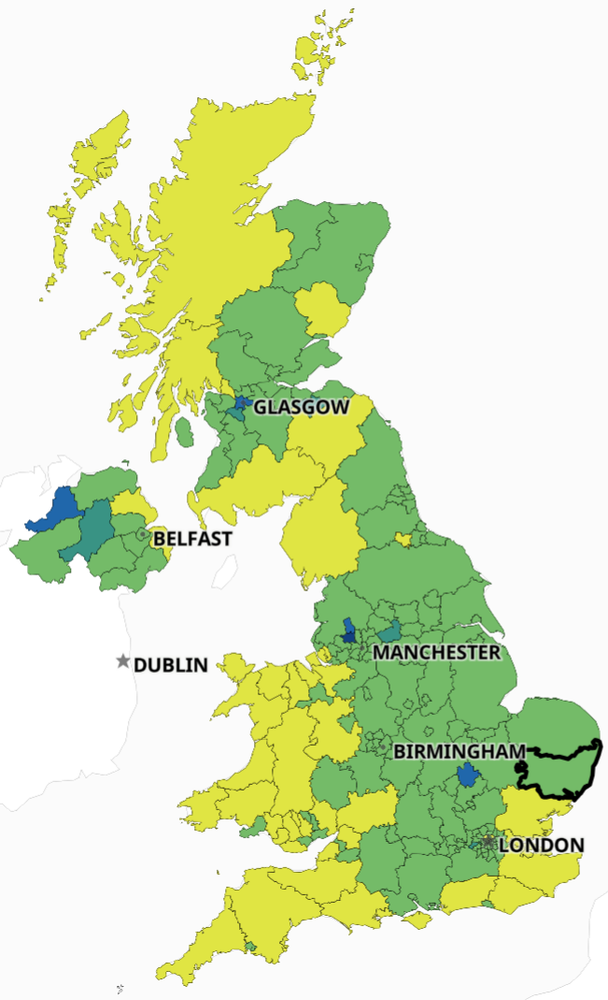 GLASGOW
BELFAST
MANCHESTER
DUBLIN
BIRMINGHAM
LONDON